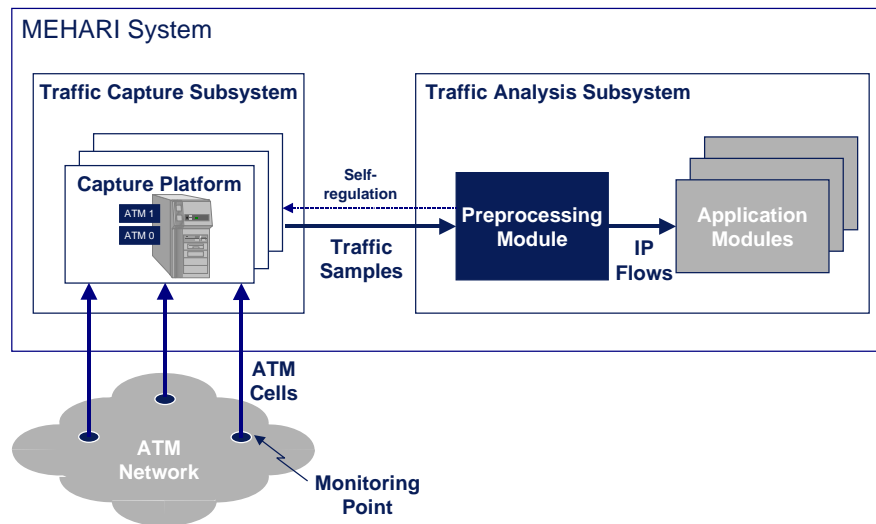 MEHARI System
Traffic Capture Subsystem
Traffic Analysis Subsystem
Capture Platform
ATM 1
ATM 0
Self-
regulation
Traffic
Samples
Preprocessing
Module
IP
Flows
Application
Modules
ATM
Cells
ATM
Network
Monitoring
Point